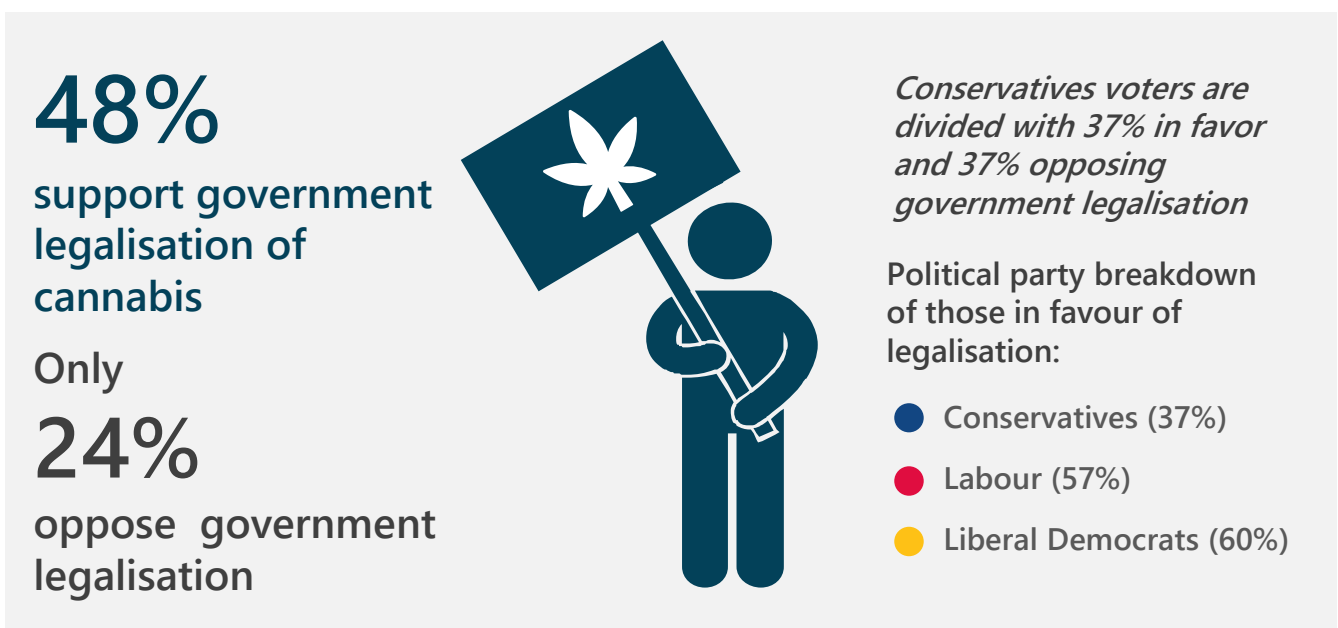 48%
support government
legalisation of
cannabis
Only
24%
oppose government
legalisation
Conservatives voters are
divided with 37% in favor
and 37% opposing
government legalisation
Political party breakdown
of those in favour of
legalisation:
Conservatives (37%)
Labour (57%)
Liberal Democrats (60%)